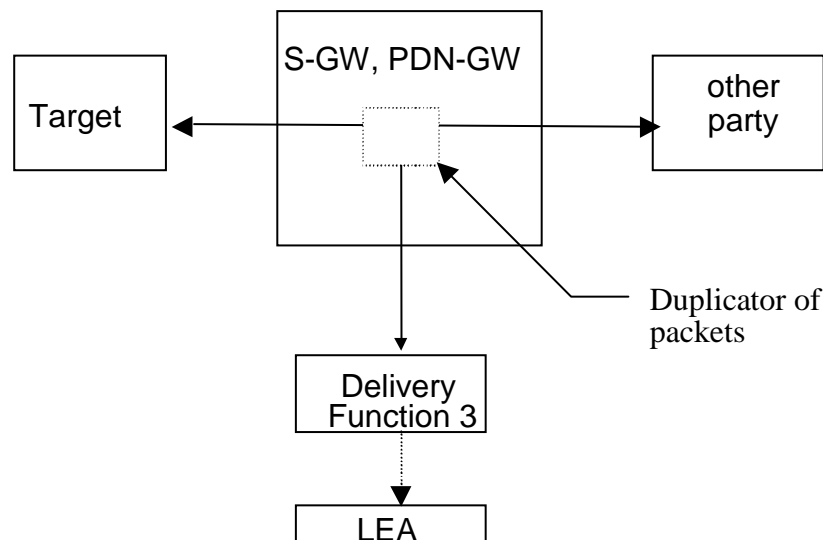 S-GW, PDN-GW
Target
other
party
Duplicator of
packets
Delivery
Function 3
LEA